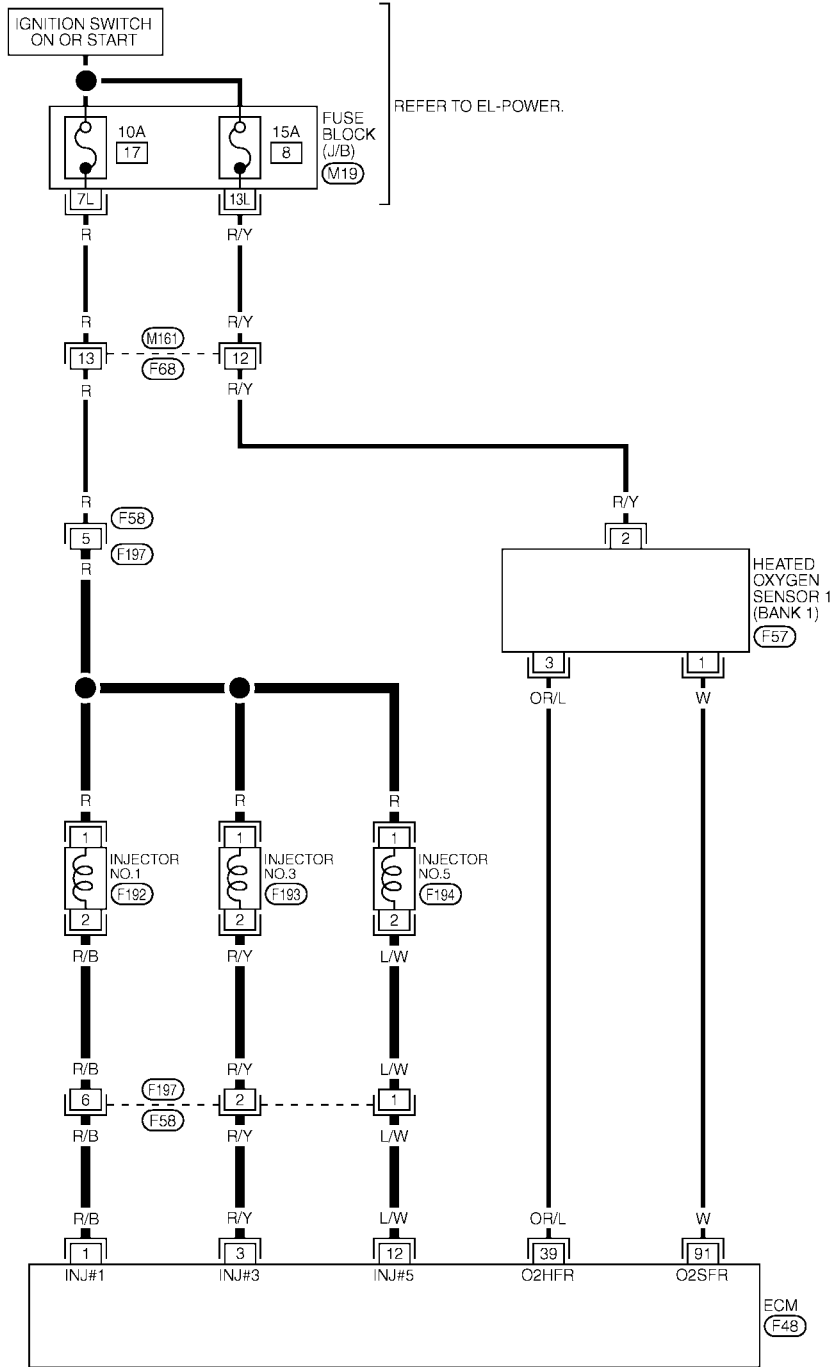 IGNITION SWITCH
ON OR START
REFER TO EL-POWER.
10A
17
15A
8
FUSE
BLOCK
(J/B)
M19
7L
13L
R
R/Y
R
R/Y
M161
13
12
F68
R
R/Y
R
R/Y
F58
5
2
F197
R
HEATED
OXYGEN
SENSOR 1
(BANK 1)
F57
3
1
OR/L
W
R
R
R
1
1
1
INJECTOR
NO.1
F192
INJECTOR
NO.3
F193
INJECTOR
NO.5
F194
2
2
2
R/B
R/Y
L/W
R/B
R/Y
L/W
F197
6
2
1
F58
R/B
R/Y
L/W
R/B
R/Y
L/W
OR/L
W
1
3
12
39
91
INJ#1
INJ#3
INJ#5
O2HFR
O2SFR
ECM
F48